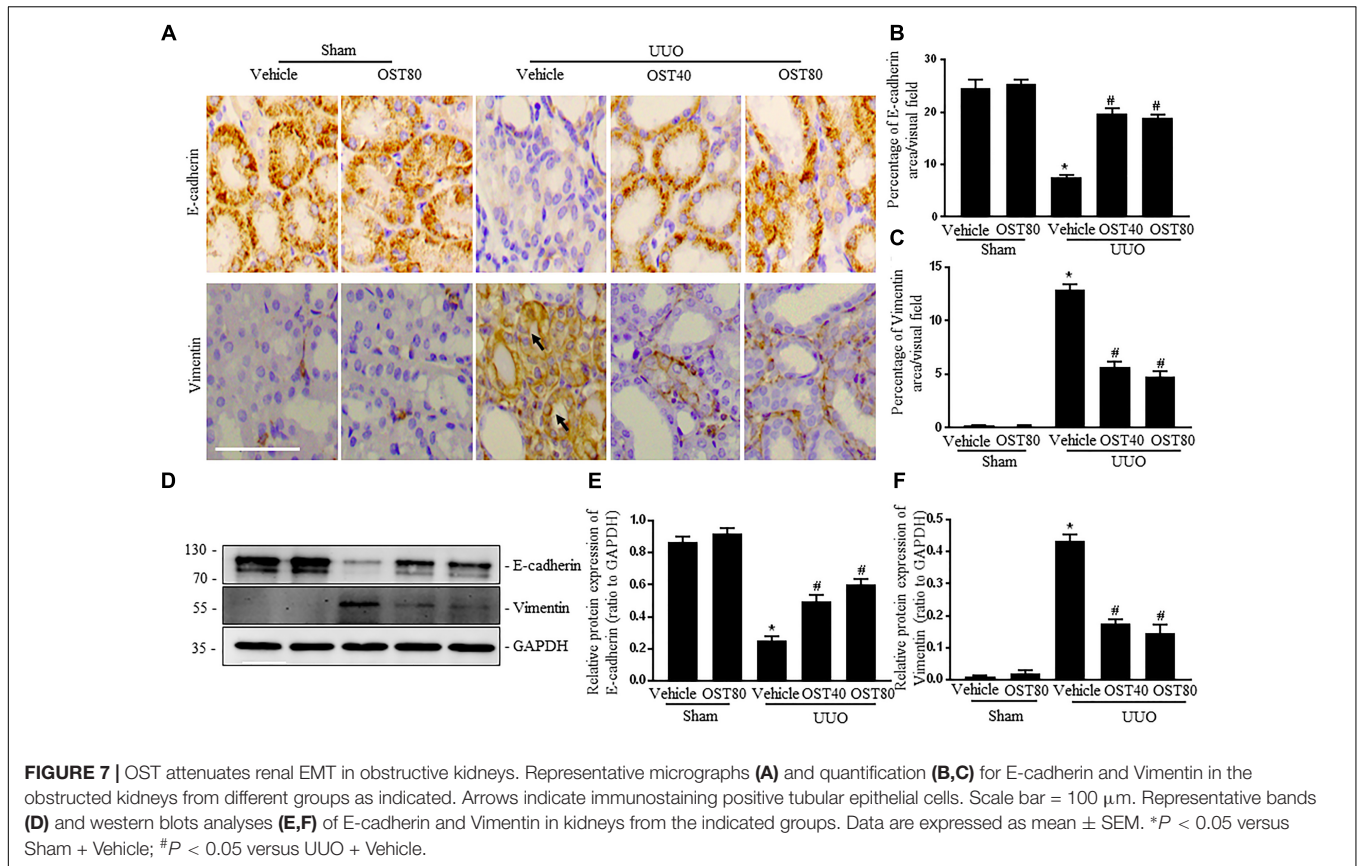 A
Sham
UUO
Vehicle OST80 Vehicle OST40 OST80
E-cadherin
Vimentin
B
Percentage of E-cadherin
area/visual field
30
20
10
0
*
#
#
Vehicle OST80 Vehicle OST40 OST80
Sham UUO
C
Percentage of Vimentin
area/visual field
15
10
5
0
*
#
#
Vehicle OST80 Vehicle OST40 OST80
Sham UUO
D
130 -
70 -
- E-cadherin
55 -
- Vimentin
35 -
- GAPDH
E
Relative protein expression of
E-cadherin (ratio to GAPDH)
1.0
0.8
0.6
0.4
0.2
0.0
*
#
#
Vehicle OST80 Vehicle OST40 OST80
Sham UUO
F
Relative protein expression of
Vimentin (ratio to GAPDH)
0.5
0.4
0.3
0.2
0.1
0.0
*
#
#
Vehicle OST80 Vehicle OST40 OST80
Sham UUO
FIGURE 7 | OST attenuates renal EMT in obstructive kidneys. Representative micrographs (A) and quantification (B,C) for E-cadherin and Vimentin in the
obstructed kidneys from different groups as indicated. Arrows indicate immunostaining positive tubular epithelial cells. Scale bar = 100 μm. Representative bands
(D) and western blots analyses (E,F) of E-cadherin and Vimentin in kidneys from the indicated groups. Data are expressed as mean ± SEM. *P < 0.05 versus
Sham + Vehicle; #P < 0.05 versus UUO + Vehicle.